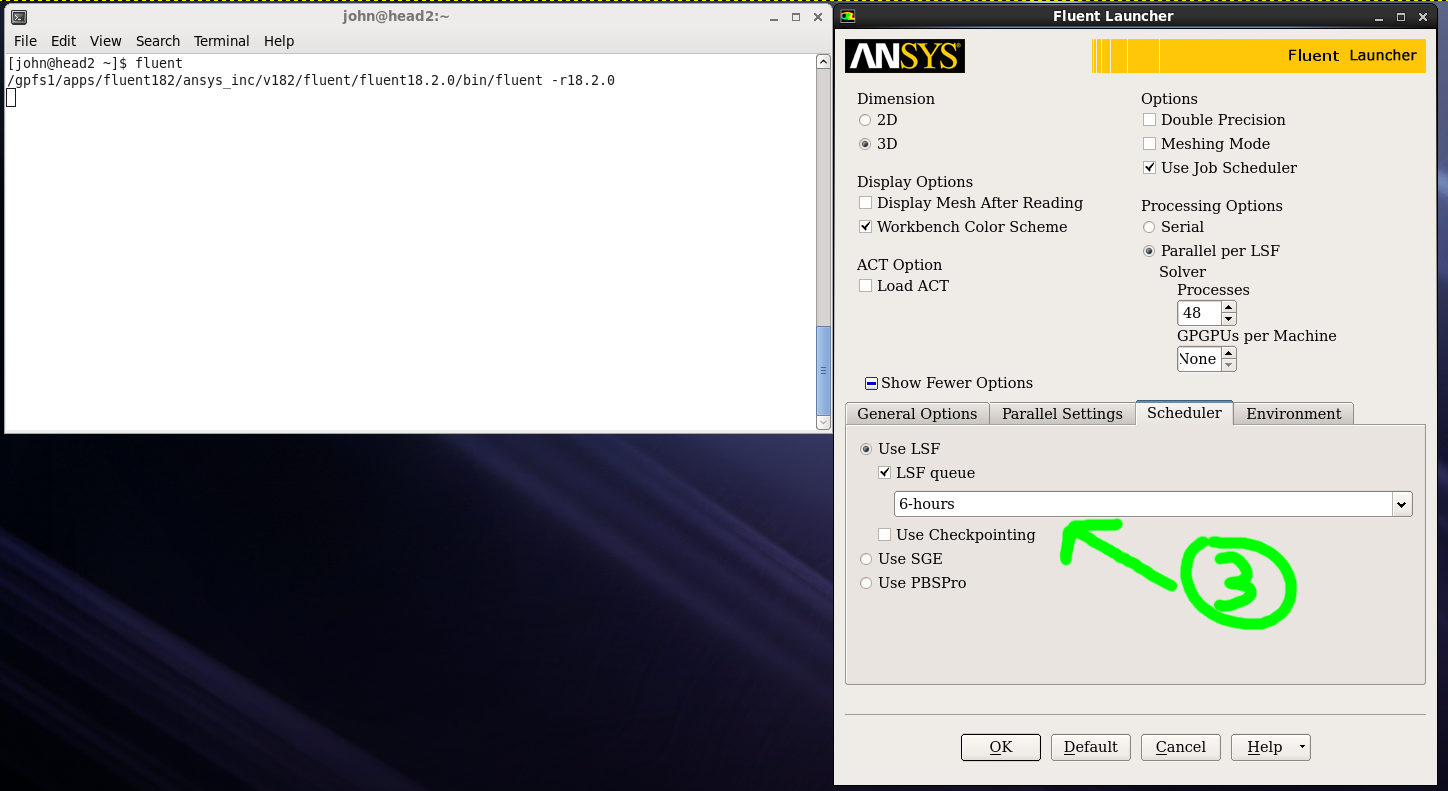 john@head2:~
File Edit View Search Terminal Help
[john@head2 ~]$ fluent
/gpfs1/apps/fluent182/ansys_inc/v182/fluent/fluent18.2.0/bin/fluent -r18.2.0
Fluent Launcher
ANSYS
Fluent Launcher
Dimension
2D
3D
Display Options
Display Mesh After Reading
Workbench Color Scheme
ACT Option
Load ACT
Options
Double Precision
Meshing Mode
Use Job Scheduler
Processing Options
Serial
Parallel per LSF
Solver
Processes
48
GPGPUs per Machine
None
Show Fewer Options
General Options Parallel Settings Scheduler Environment
Use LSF
LSF queue
6-hours
Use Checkpointing
Use SGE
Use PBSPro
3
OK Default Cancel Help